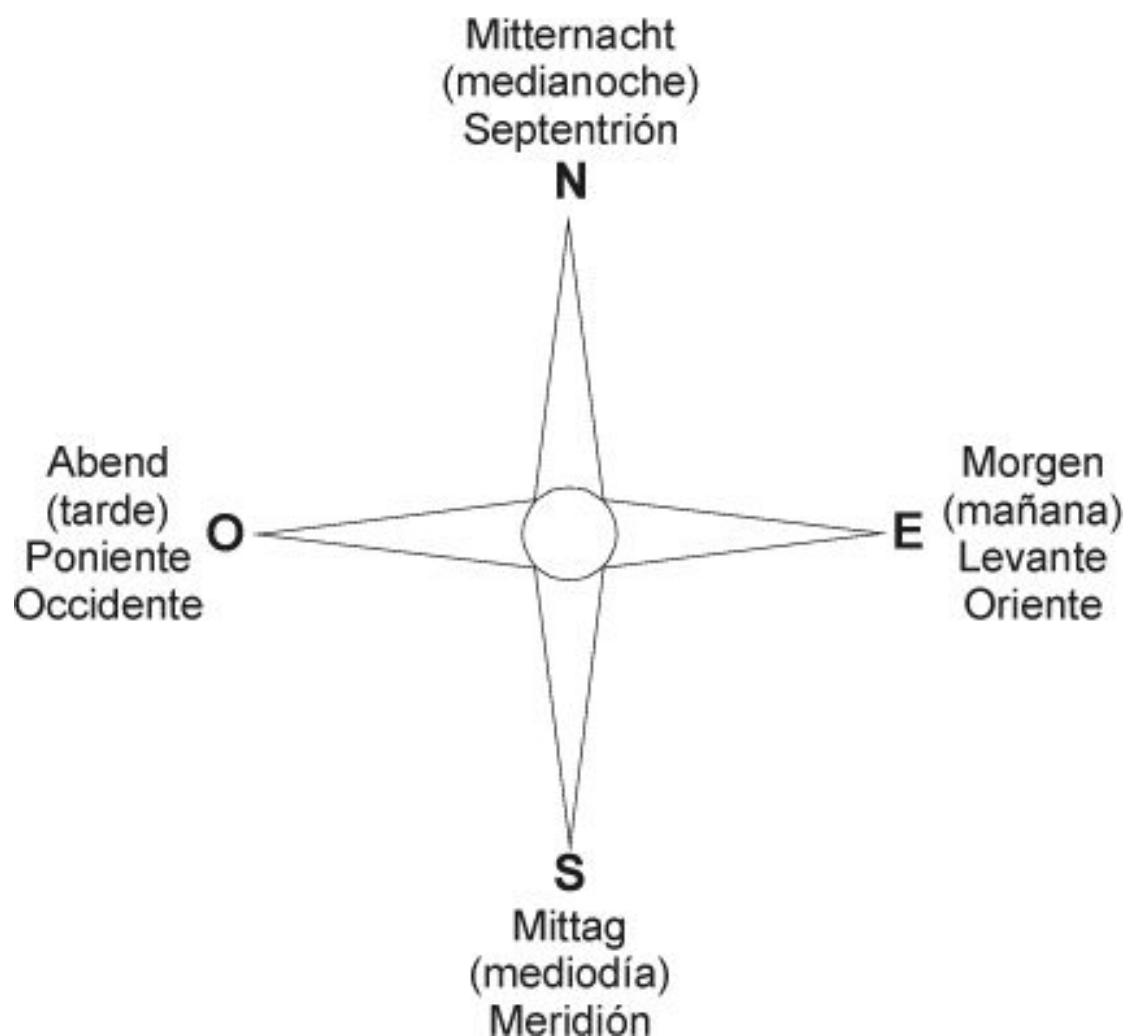 Mitternacht
(medianoche)
Septentrión
N
Abend
(tarde)
Poniente
Occidente
O
E
Morgen
(mañana)
Levante
Oriente
S
Mittag
(mediodía)
Meridión